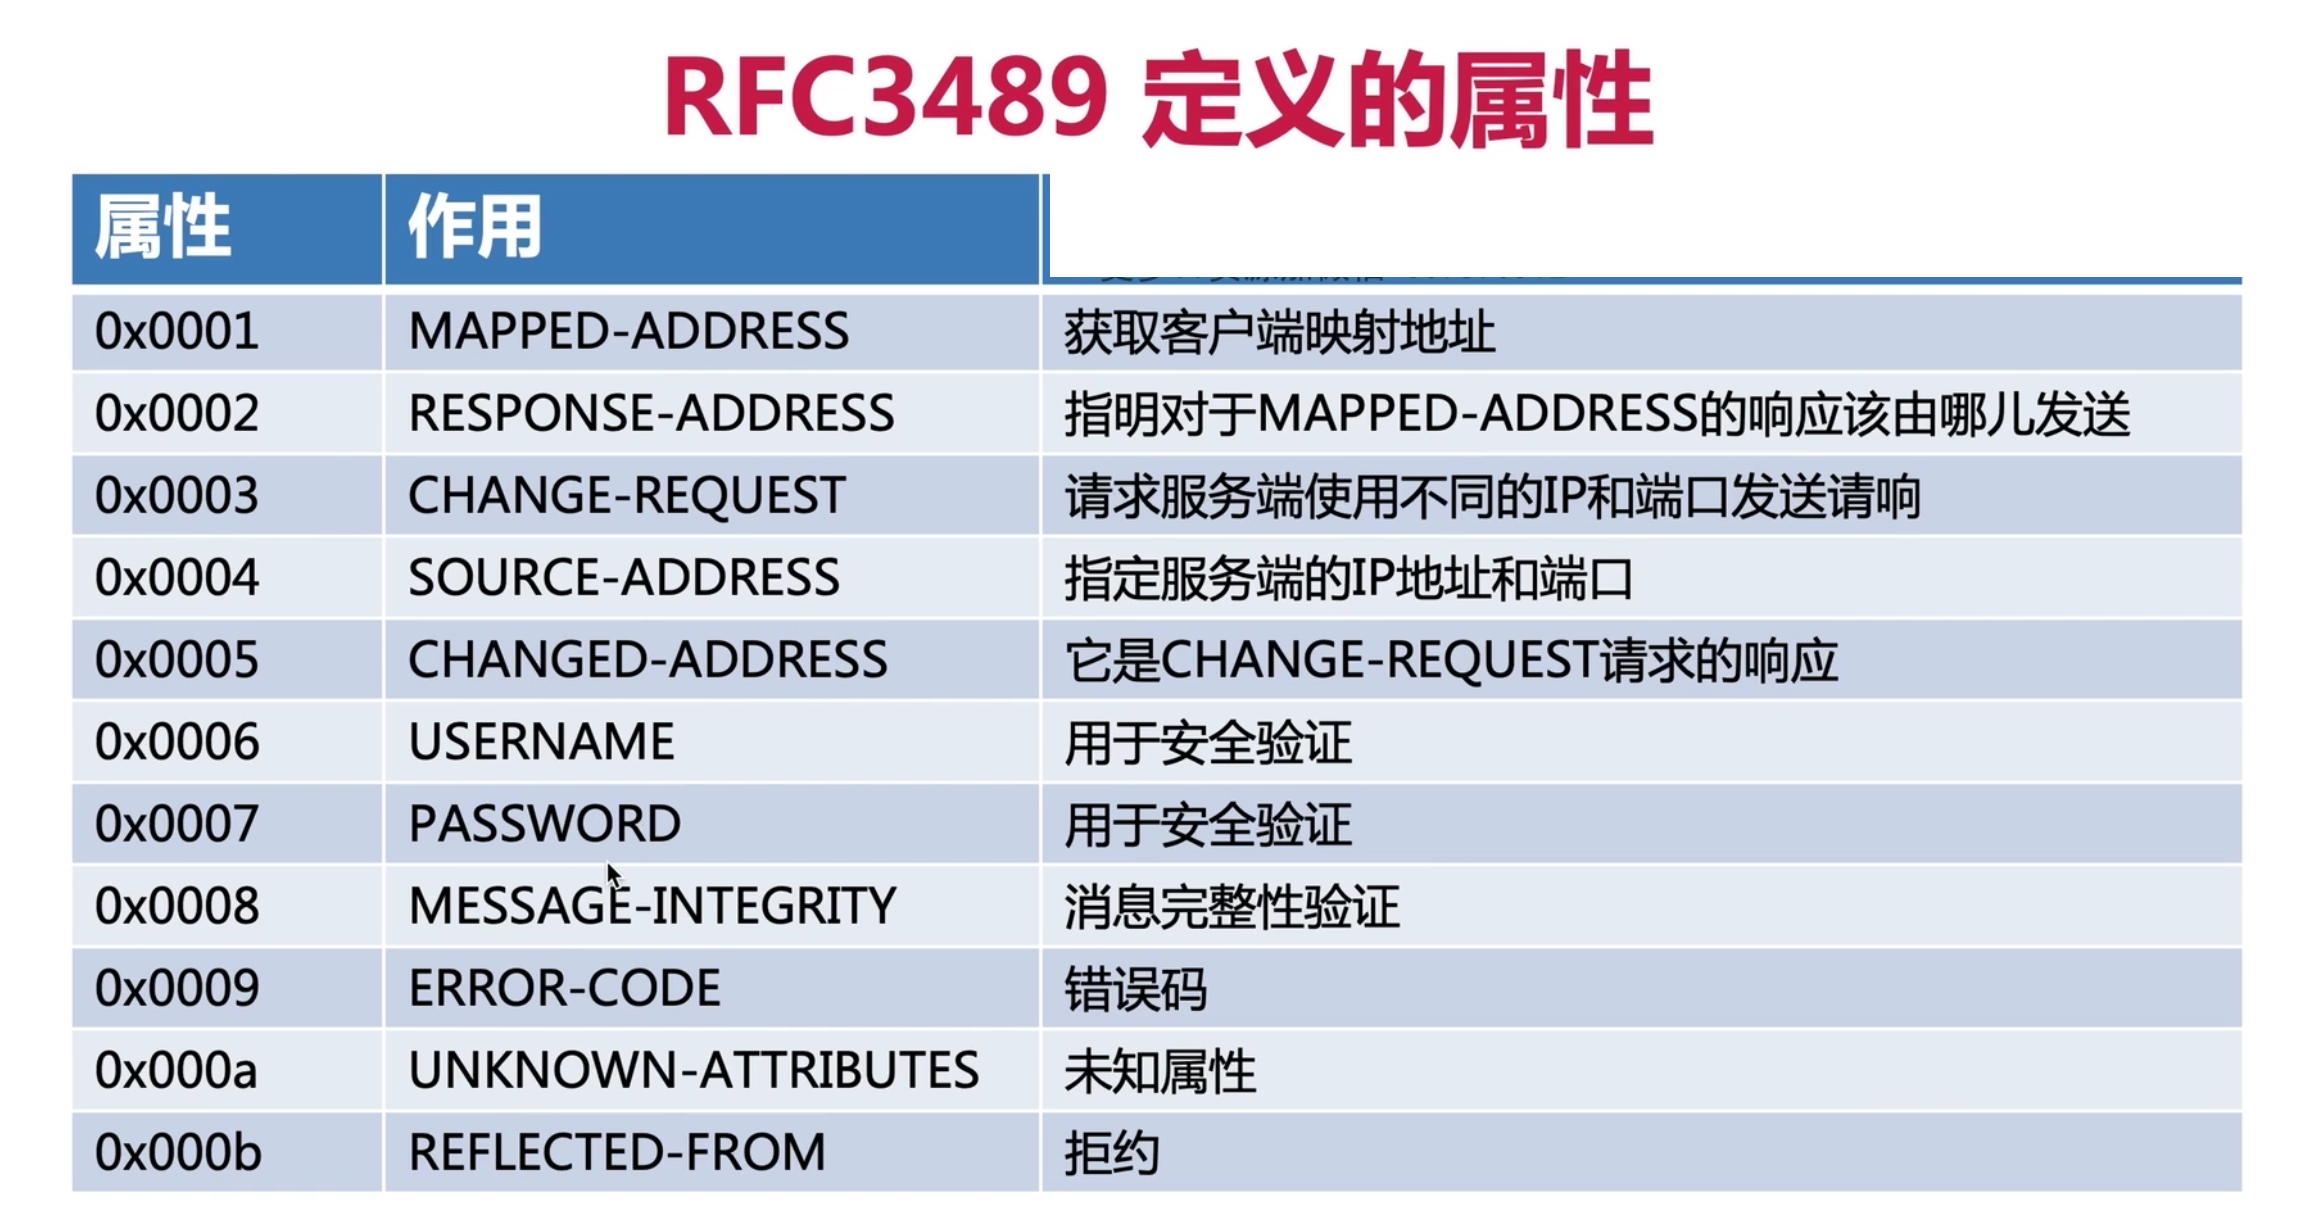 RFC3489 定义的属性
属性 作用
0x0001 MAPPED-ADDRESS 获取客户端映射地址
0x0002 RESPONSE-ADDRESS 指明对于MAPPED-ADDRESS的响应该由哪儿发送
0x0003 CHANGE-REQUEST 请求服务端使用不同的IP和端口发送请响
0x0004 SOURCE-ADDRESS 指定服务端的IP地址和端口
0x0005 CHANGED-ADDRESS 它是CHANGE-REQUEST请求的响应
0x0006 USERNAME 用于安全验证
0x0007 PASSWORD 用于安全验证
0x0008 MESSAGE-INTEGRITY 消息完整性验证
0x0009 ERROR-CODE 错误码
0x000a UNKNOWN-ATTRIBUTES 未知属性
0x000b REFLECTED-FROM 拒约